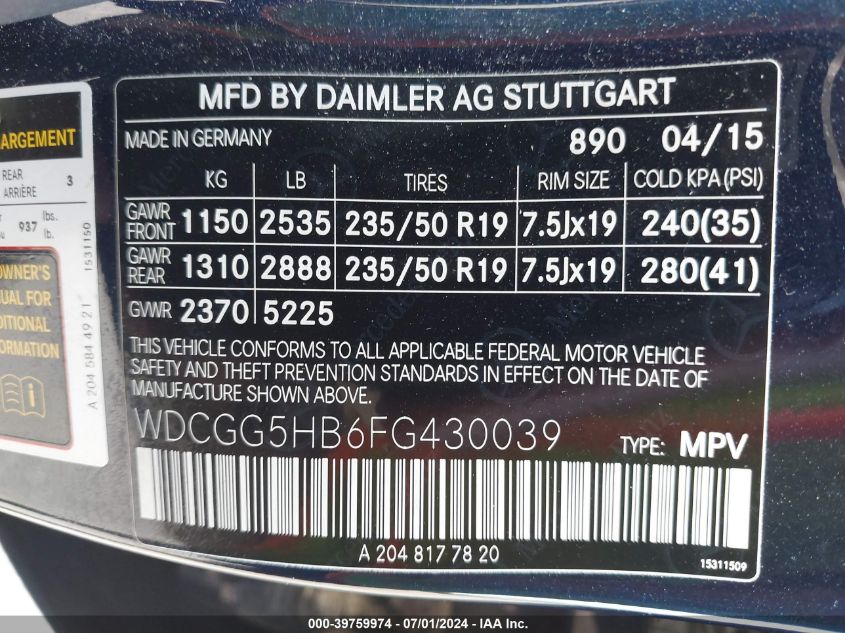 MFD BY DAIMLER AG STUTTGART
MADE IN GERMANY 890 04/15
KG LB TIRES RIM SIZE COLD KPA(PSI)
GAWR FRONT 1150 2535 235/50 R19 7.5Jx19 240(35)
GAWR REAR 1310 2888 235/50 R19 7.5Jx19 280(41)
GVWR 2370 5225
THIS VEHICLE CONFORMS TO ALL APPLICABLE FEDERAL MOTOR VEHICLE
SAFETY AND THEFT PREVENTION STANDARDS IN EFFECT ON THE DATE OF
MANUFACTURE SHOWN ABOVE.
WDCGG5HB6FG430039 TYPE: MPV
A 204 817 78 20
15311509
ARGEMENT
REAR 3
ARRIÈRE
937 lbs.
lb.
1531150
OWNER'S
FOR
ORMATION
A 204 584 49 21
000-39759974 / 07/01/2024 - IAA Inc.